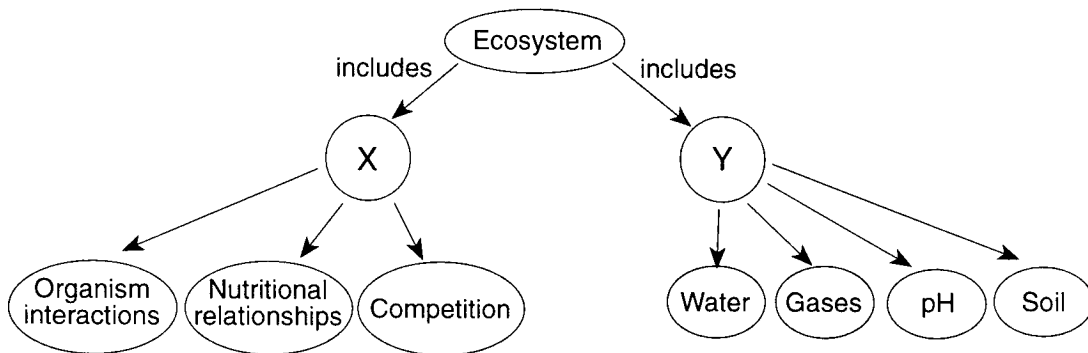 Ecosystem
includes
includes
X
Y
Organism
interactions
Nutritional
relationships
Competition
Water
Gases
pH
Soil